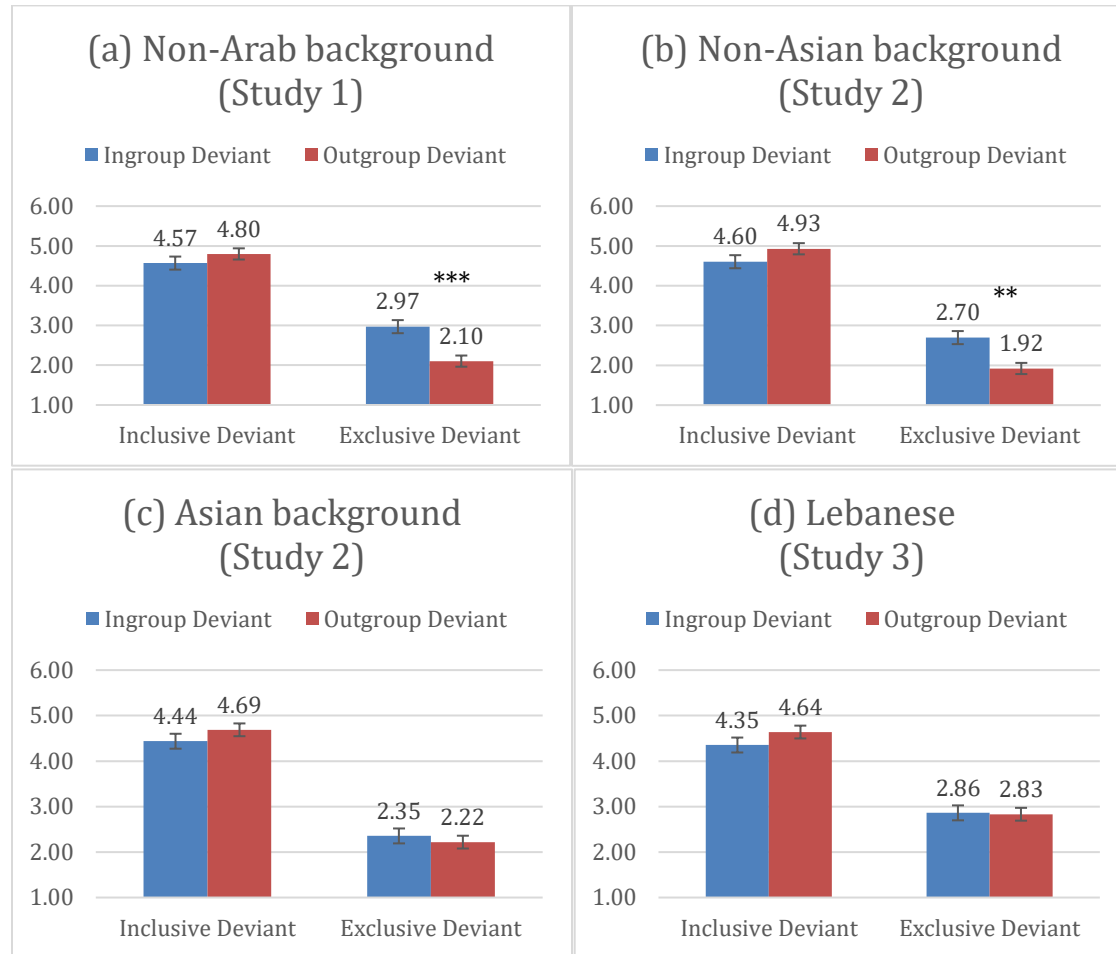 (a) Non-Arab background
(Study 1)
Ingroup Deviant Outgroup Deviant
6.00
5.00
4.00
3.00
2.00
1.00
4.57 4.80
***
2.97
2.10
Inclusive Deviant Exclusive Deviant
(b) Non-Asian background
(Study 2)
Ingroup Deviant Outgroup Deviant
6.00
5.00
4.00
3.00
2.00
1.00
4.60 4.93
**
2.70
1.92
Inclusive Deviant Exclusive Deviant
(c) Asian background
(Study 2)
Ingroup Deviant Outgroup Deviant
6.00
5.00
4.00
3.00
2.00
1.00
4.44 4.69
2.35 2.22
Inclusive Deviant Exclusive Deviant
(d) Lebanese
(Study 3)
Ingroup Deviant Outgroup Deviant
6.00
5.00
4.00
3.00
2.00
1.00
4.35 4.64
2.86 2.83
Inclusive Deviant Exclusive Deviant